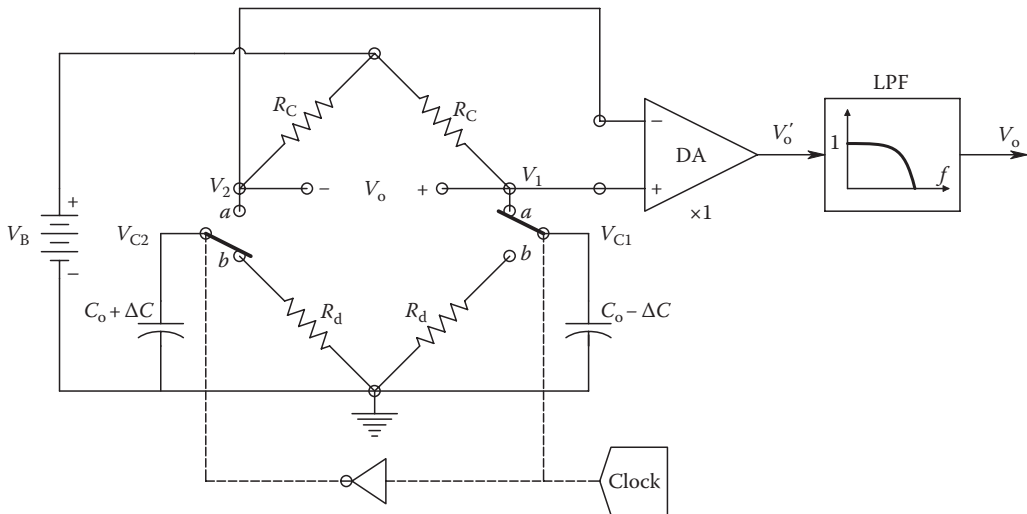 LPF
R_C
R_C
−
DA
+
×1
V_o′
1
f
V_o
V_2
−
V_o
+
V_1
a
a
+
V_B
−
V_C2
V_C1
b
b
C_o + ΔC
R_d
R_d
C_o − ΔC
Clock